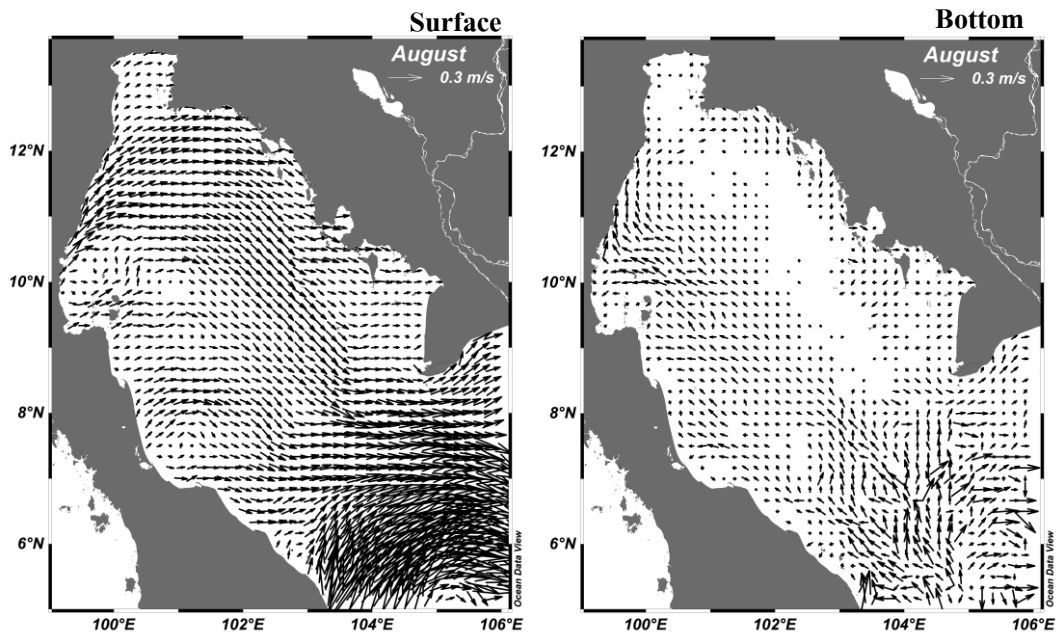 Surface
August
0.3 m/s
12°N
10°N
8°N
6°N
100°E
102°E
104°E
106°E
Ocean Data View
Bottom
August
0.3 m/s
12°N
10°N
8°N
6°N
100°E
102°E
104°E
106°E
Ocean Data View